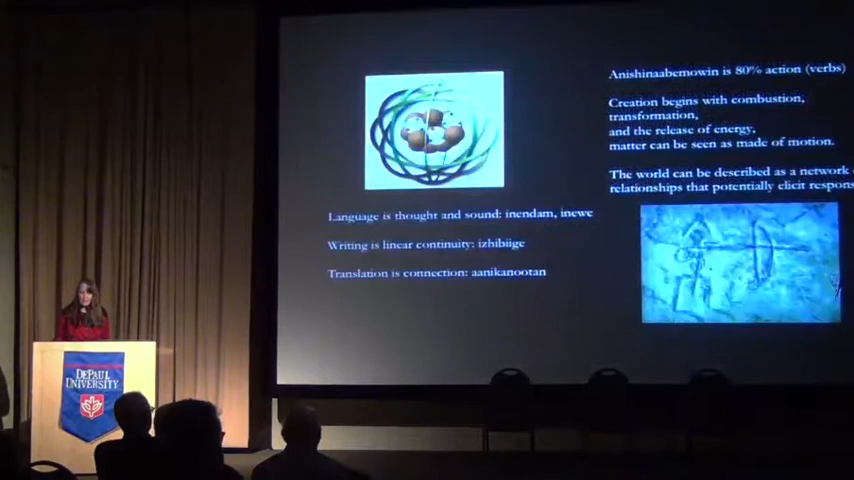 Language is thought and sound: inendam, inewe
Writing is linear continuity: izhibiige
Translation is connection: aanikanootan
Anishinaabemowin is 80% action (verbs)
Creation begins with combustion,
transformation,
and the release of energy,
matter can be seen as made of motion.
The world can be described as a network
relationships that potentially elicit
DEPAUL
UNIVERSITY